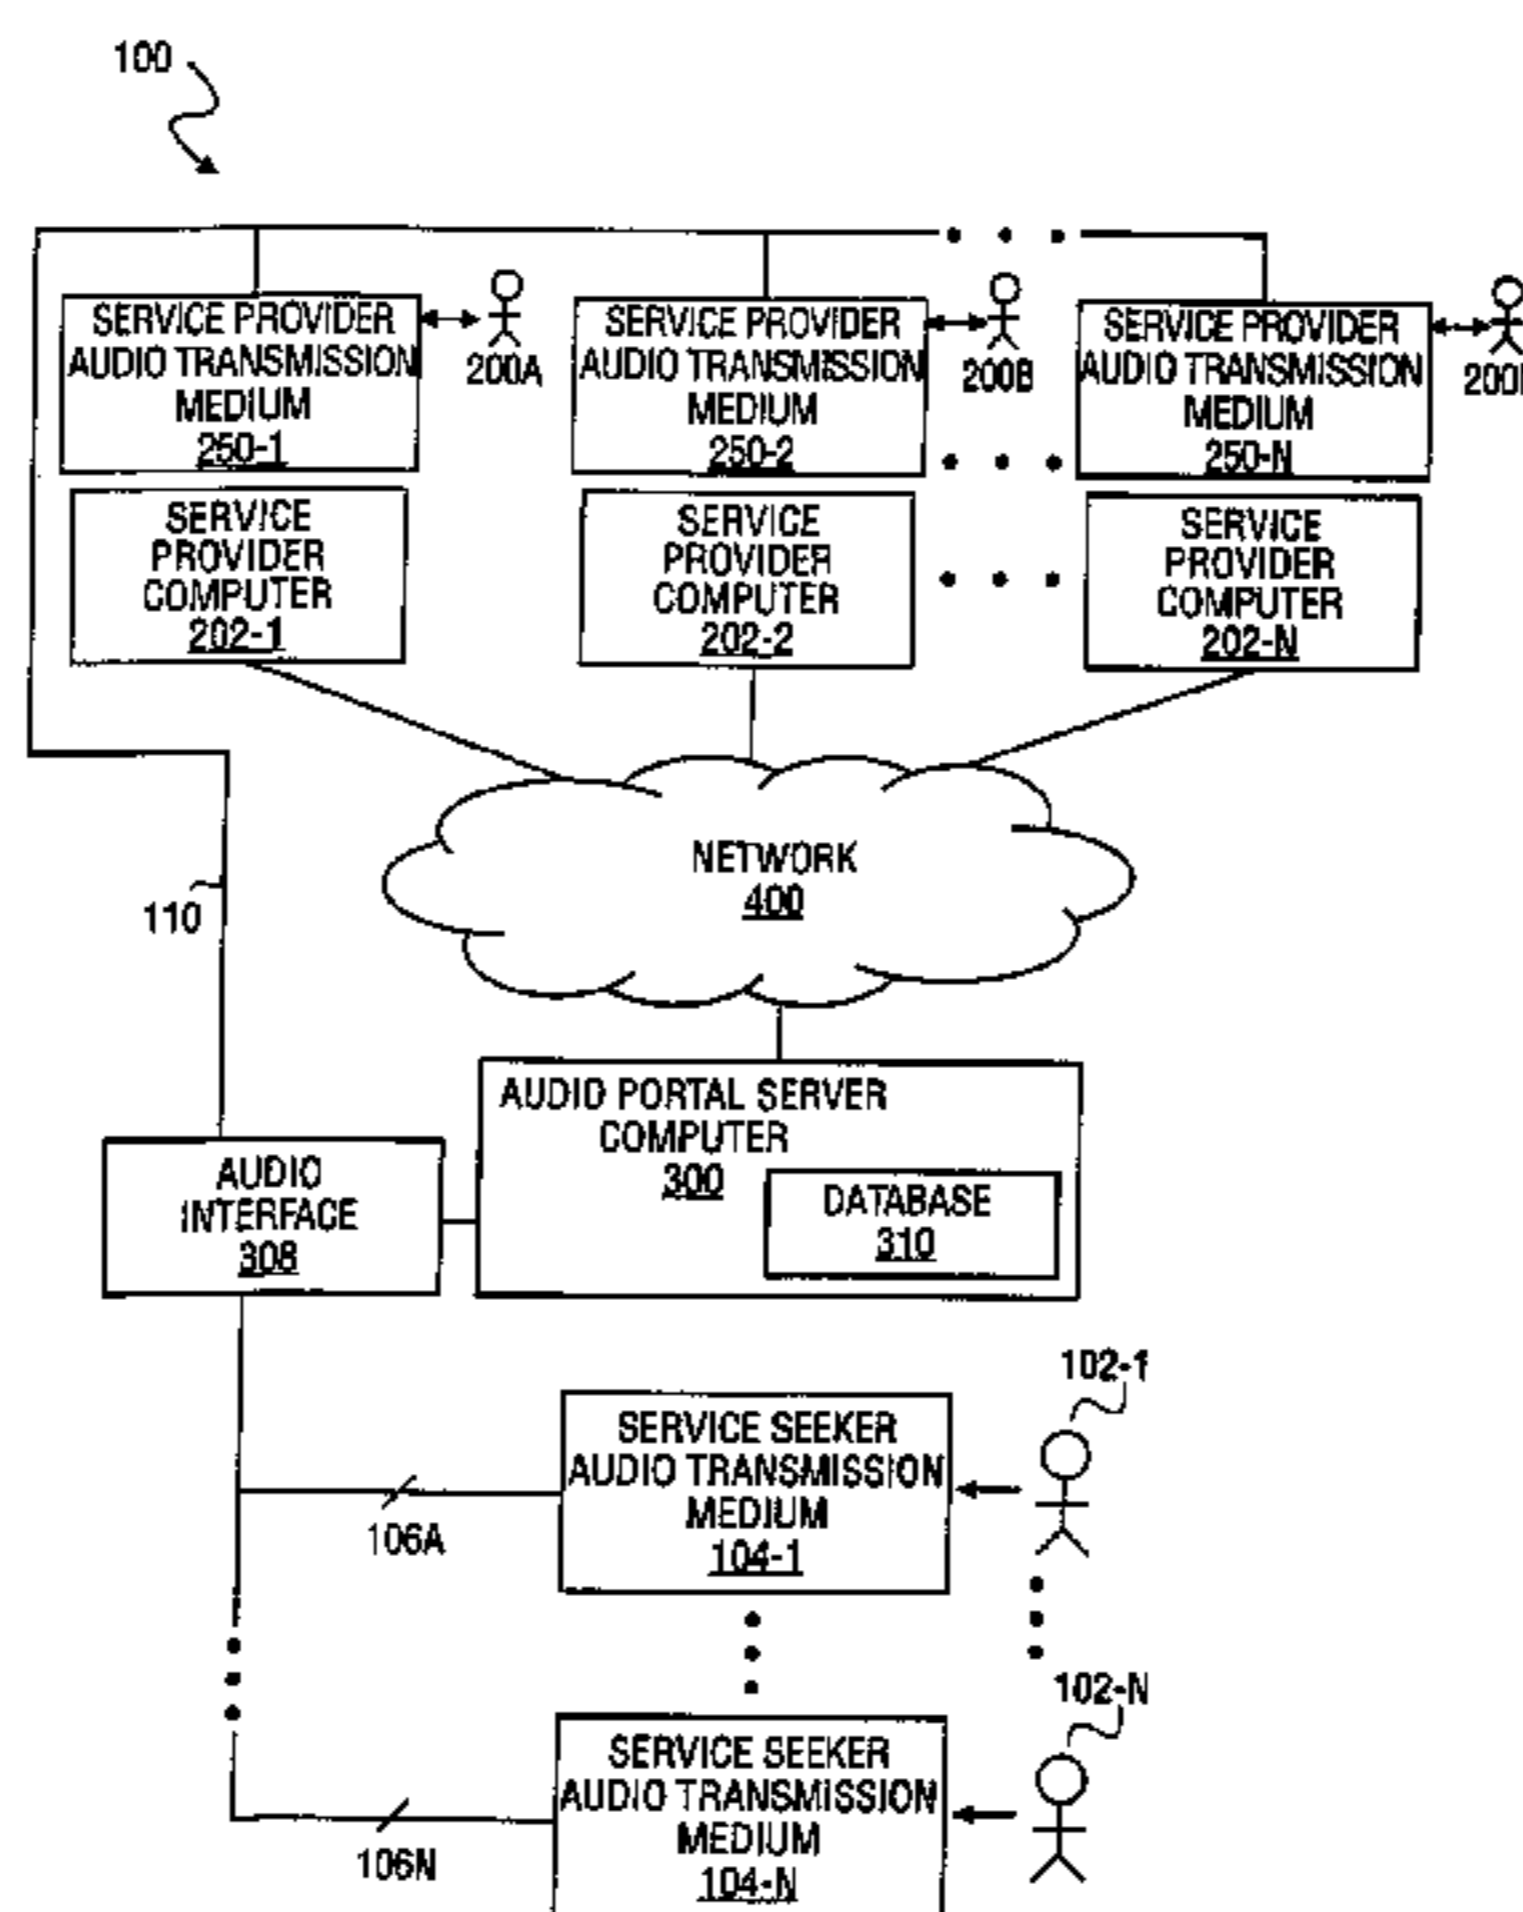 100
SERVICE PROVIDER
AUDIO TRANSMISSION
MEDIUM
250-1
200A
SERVICE PROVIDER
AUDIO TRANSMISSION
MEDIUM
250-2
200B
SERVICE PROVIDER
AUDIO TRANSMISSION
MEDIUM
250-N
SERVICE
PROVIDER
COMPUTER
202-1
SERVICE
PROVIDER
COMPUTER
202-2
SERVICE
PROVIDER
COMPUTER
202-N
NETWORK
400
110
AUDIO PORTAL SERVER
COMPUTER
300
DATABASE
310
AUDIO
INTERFACE
308
102-1
SERVICE SEEKER
AUDIO TRANSMISSION
MEDIUM
104-1
106A
102-N
SERVICE SEEKER
AUDIO TRANSMISSION
MEDIUM
104-N
106N